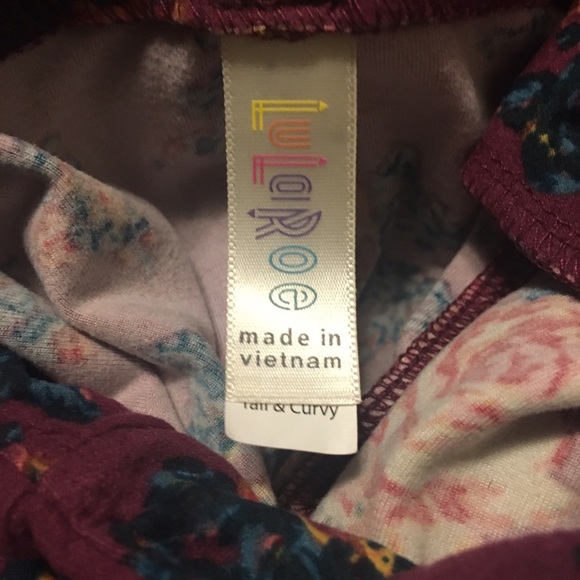 LuLaRoe
made in
vietnam
Tall & Curvy